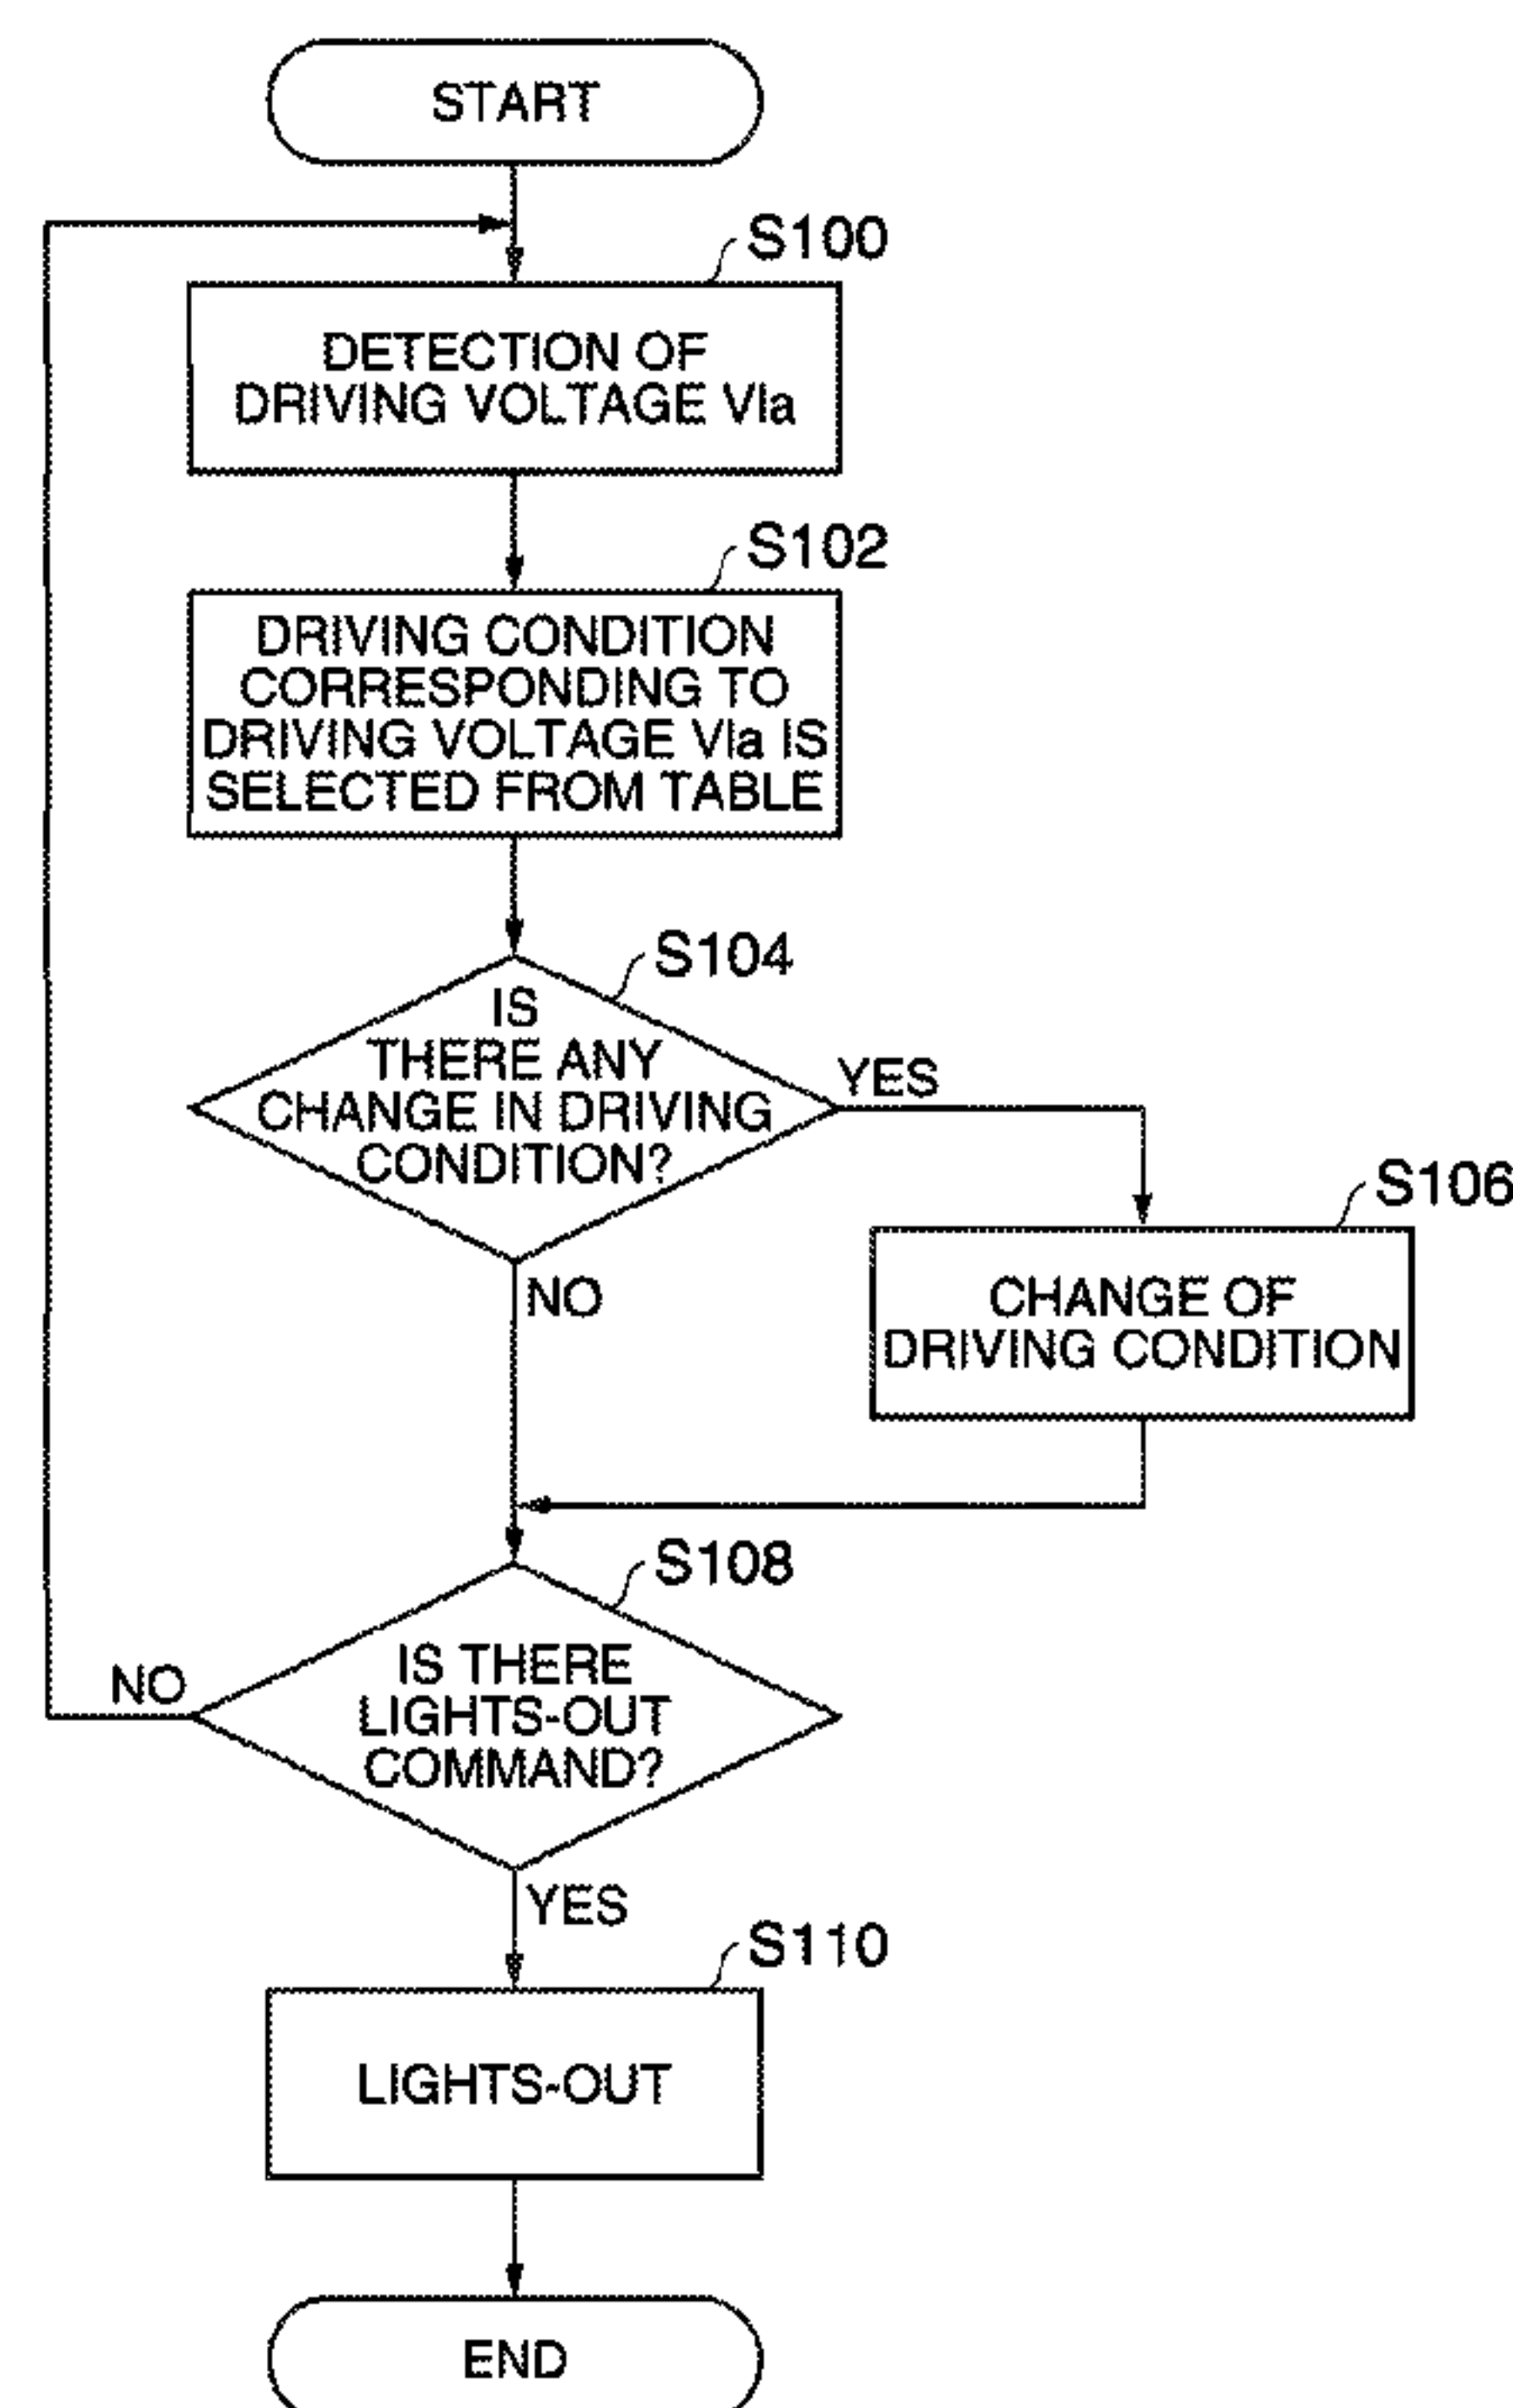 START
S100
DETECTION OF
DRIVING VOLTAGE Vla
S102
DRIVING CONDITION
CORRESPONDING TO
DRIVING VOLTAGE Vla IS
SELECTED FROM TABLE
S104
IS
THERE ANY
CHANGE IN DRIVING
CONDITION?
YES
NO
S106
CHANGE OF
DRIVING CONDITION
S108
IS THERE
LIGHTS-OUT
COMMAND?
NO
YES
S110
LIGHTS-OUT
END